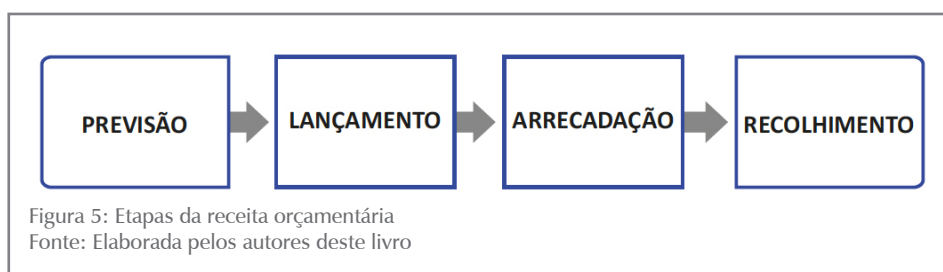 PREVISÃO
LANÇAMENTO
ARRECADAÇÃO
RECOLHIMENTO
Figura 5: Etapas da receita orçamentária
Fonte: Elaborada pelos autores deste livro